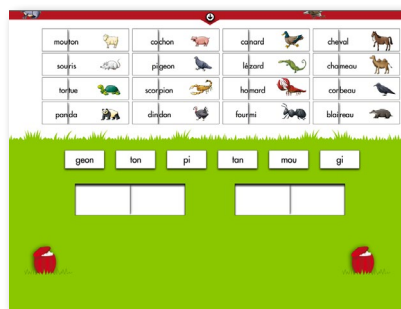 mouton cochon canard cheval
souris pigeon lézard chameau
tortue scorpion homard corbeau
panda dindon fourmi blaireau
geon ton pi tan mou gi